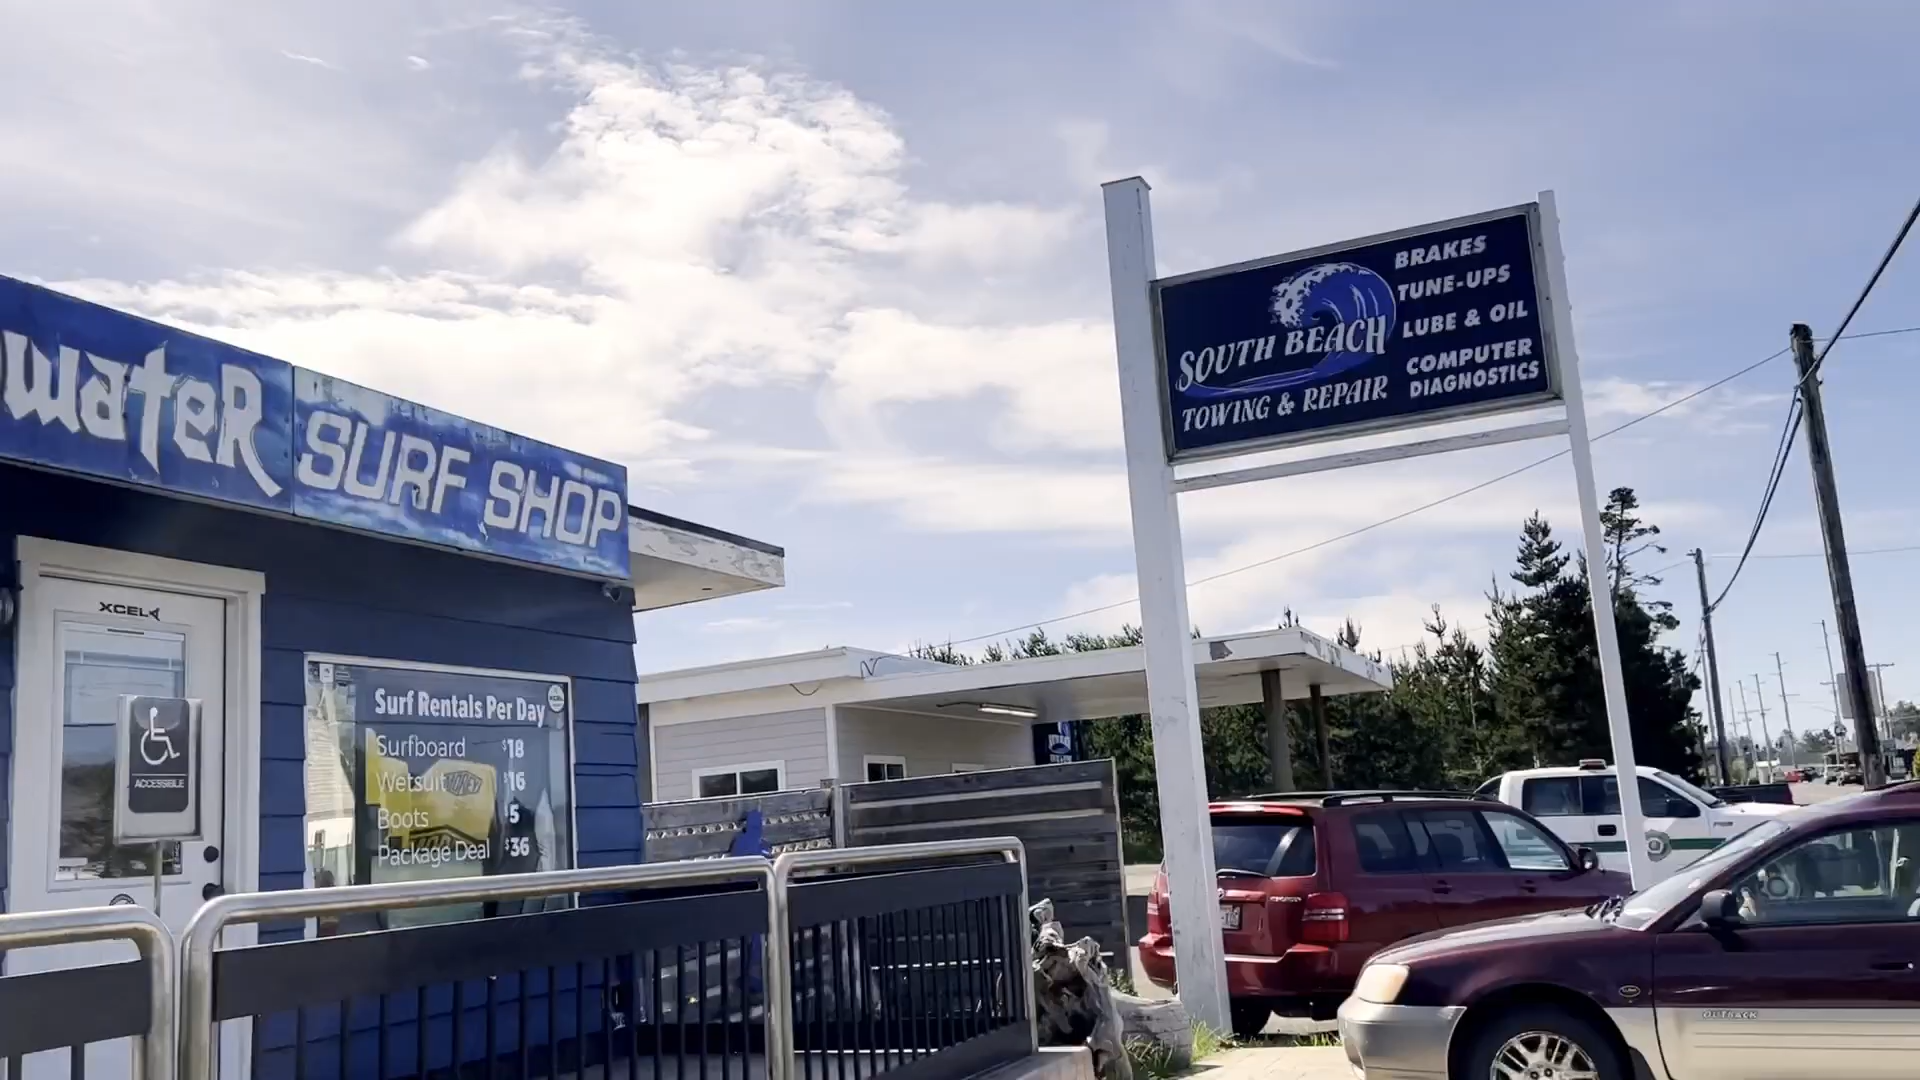 water SURF SHOP
XCEL
ACCESSIBLE
Surf Rentals Per Day
Surfboard $18
Wetsuit $16
Boots $5
Package Deal $36
SOUTH BEACH
TOWING & REPAIR
BRAKES
TUNE-UPS
LUBE & OIL
COMPUTER
DIAGNOSTICS
OUTBACK